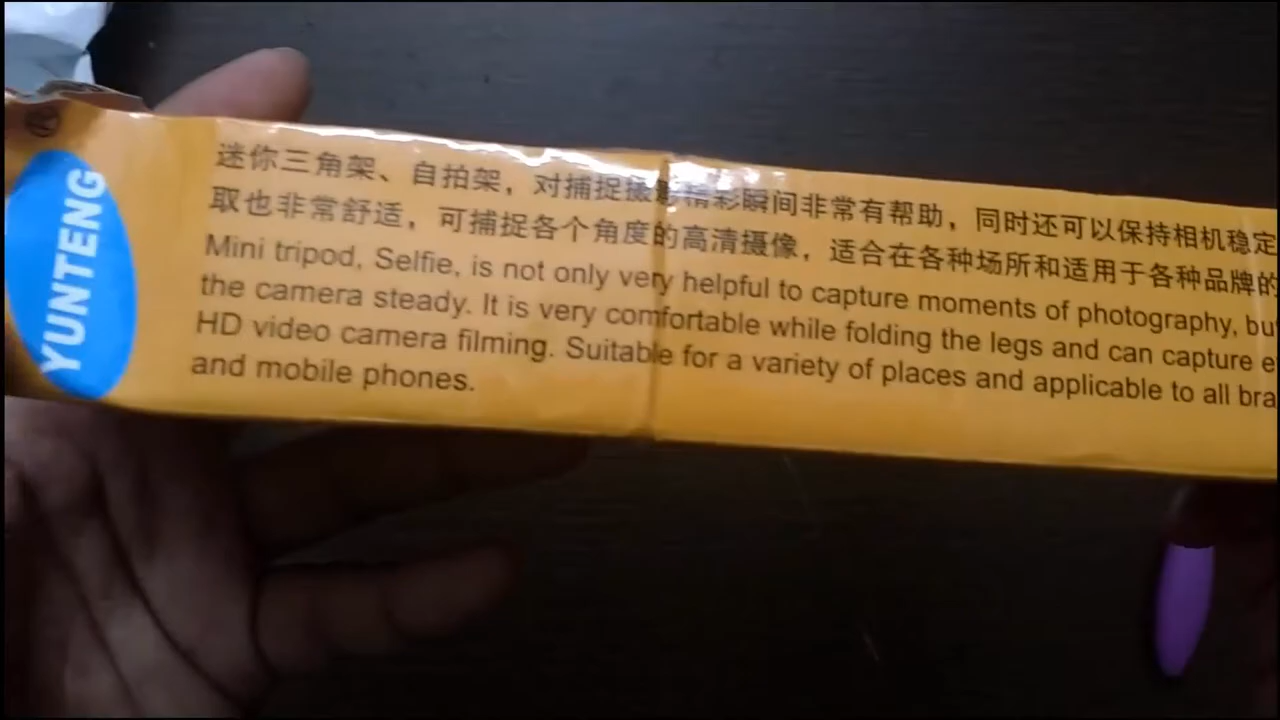 YUNTENG
迷你三角架、自拍架，对捕捉摄影精彩瞬间非常有帮助，同时还可以保持相机稳定
取也非常舒适，可捕捉各个角度的高清摄像，适合在各种场所和适用于各种品牌的
Mini tripod, Selfie, is not only very helpful to capture moments of photography, bu
the camera steady. It is very comfortable while folding the legs and can capture e
HD video camera filming. Suitable for a variety of places and applicable to all bra
and mobile phones.